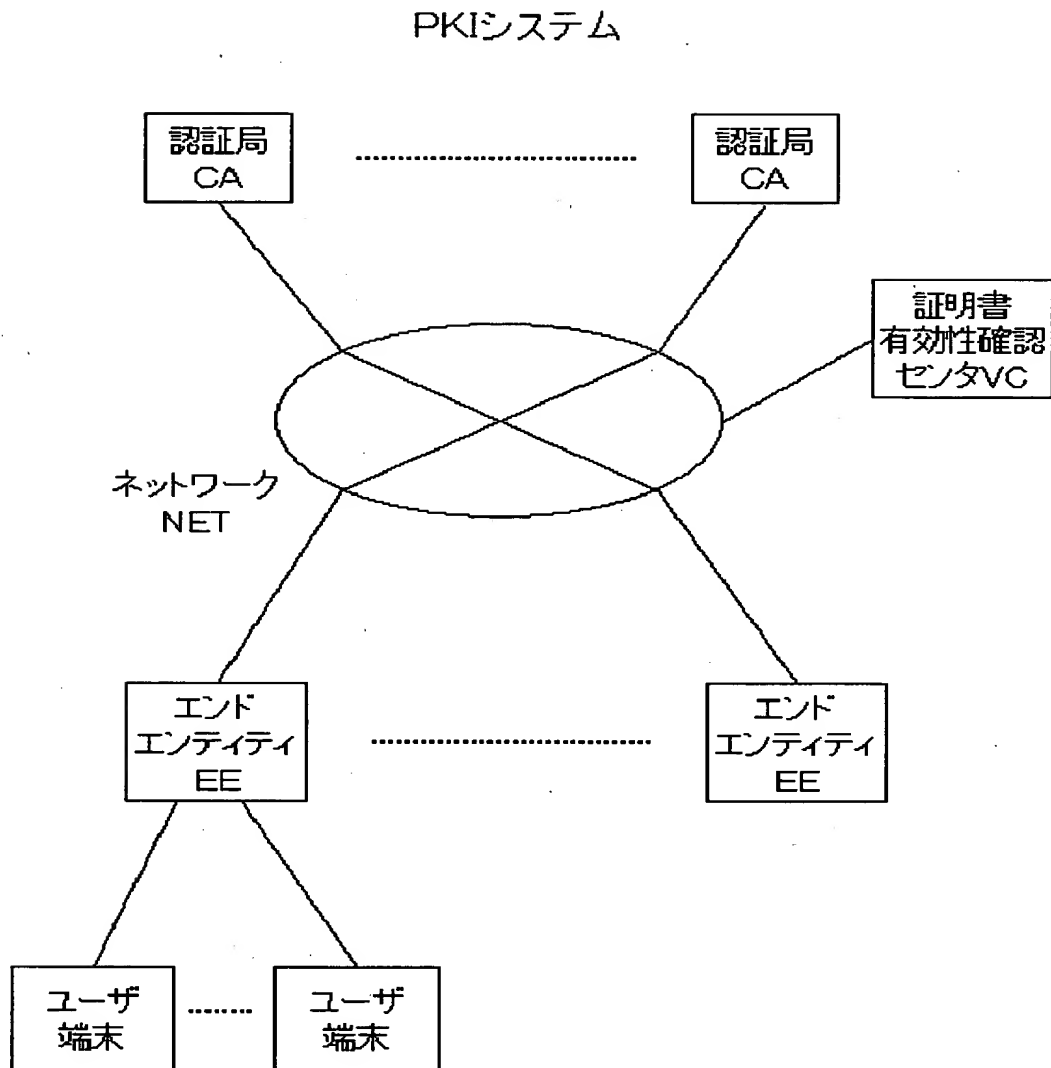 PKIシステム
認証局
CA
認証局
CA
証明書
有効性確認
センタVC
ネットワーク
NET
エンド
エンティティ
EE
エンド
エンティティ
EE
ユーザ
端末
ユーザ
端末